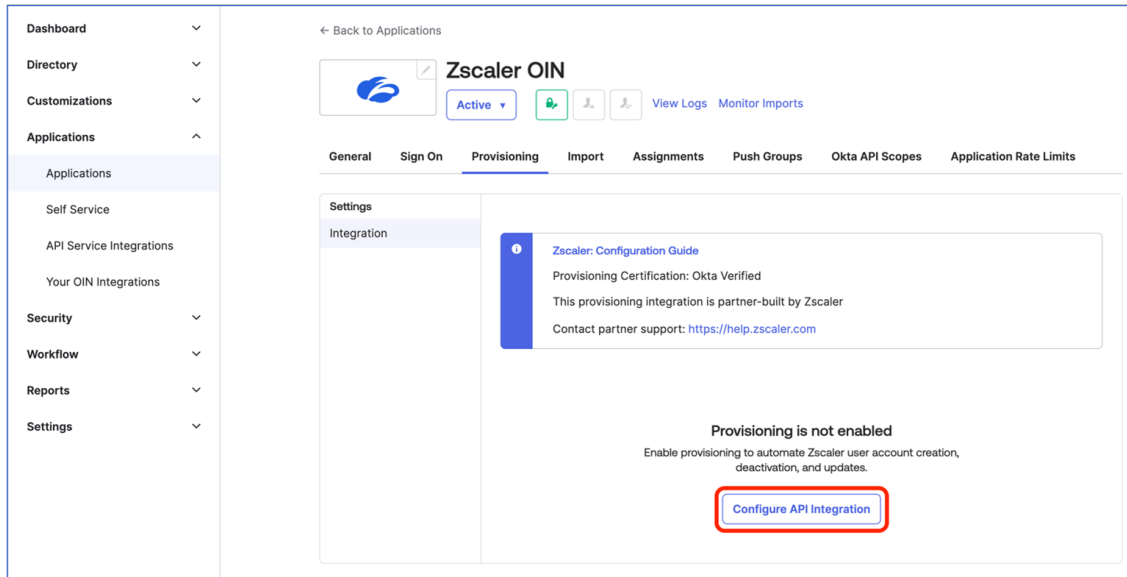 Dashboard
Directory
Customizations
Applications
Applications
Self Service
API Service Integrations
Your OIN Integrations
Security
Workflow
Reports
Settings
← Back to Applications
Zscaler OIN
Active
View Logs Monitor Imports
General Sign On Provisioning Import Assignments Push Groups Okta API Scopes Application Rate Limits
Settings
Integration
Zscaler: Configuration Guide
Provisioning Certification: Okta Verified
This provisioning integration is partner-built by Zscaler
Contact partner support: https://help.zscaler.com
Provisioning is not enabled
Enable provisioning to automate Zscaler user account creation,
deactivation, and updates.
Configure API Integration